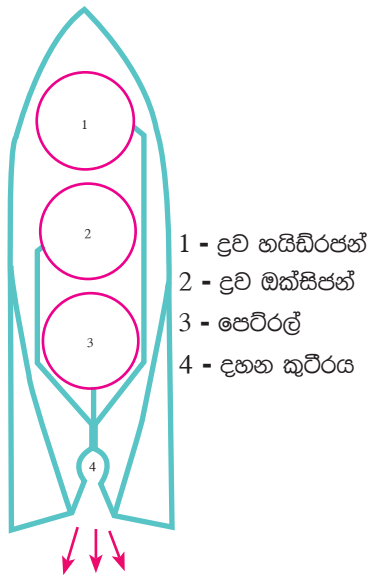 1
2
3
4
1 - ද්‍රව හයිඩ්රජන්
2 - ද්‍රව ඔක්සිජන්
3 - පෙට්රල්
4 - දහන කුටීරය